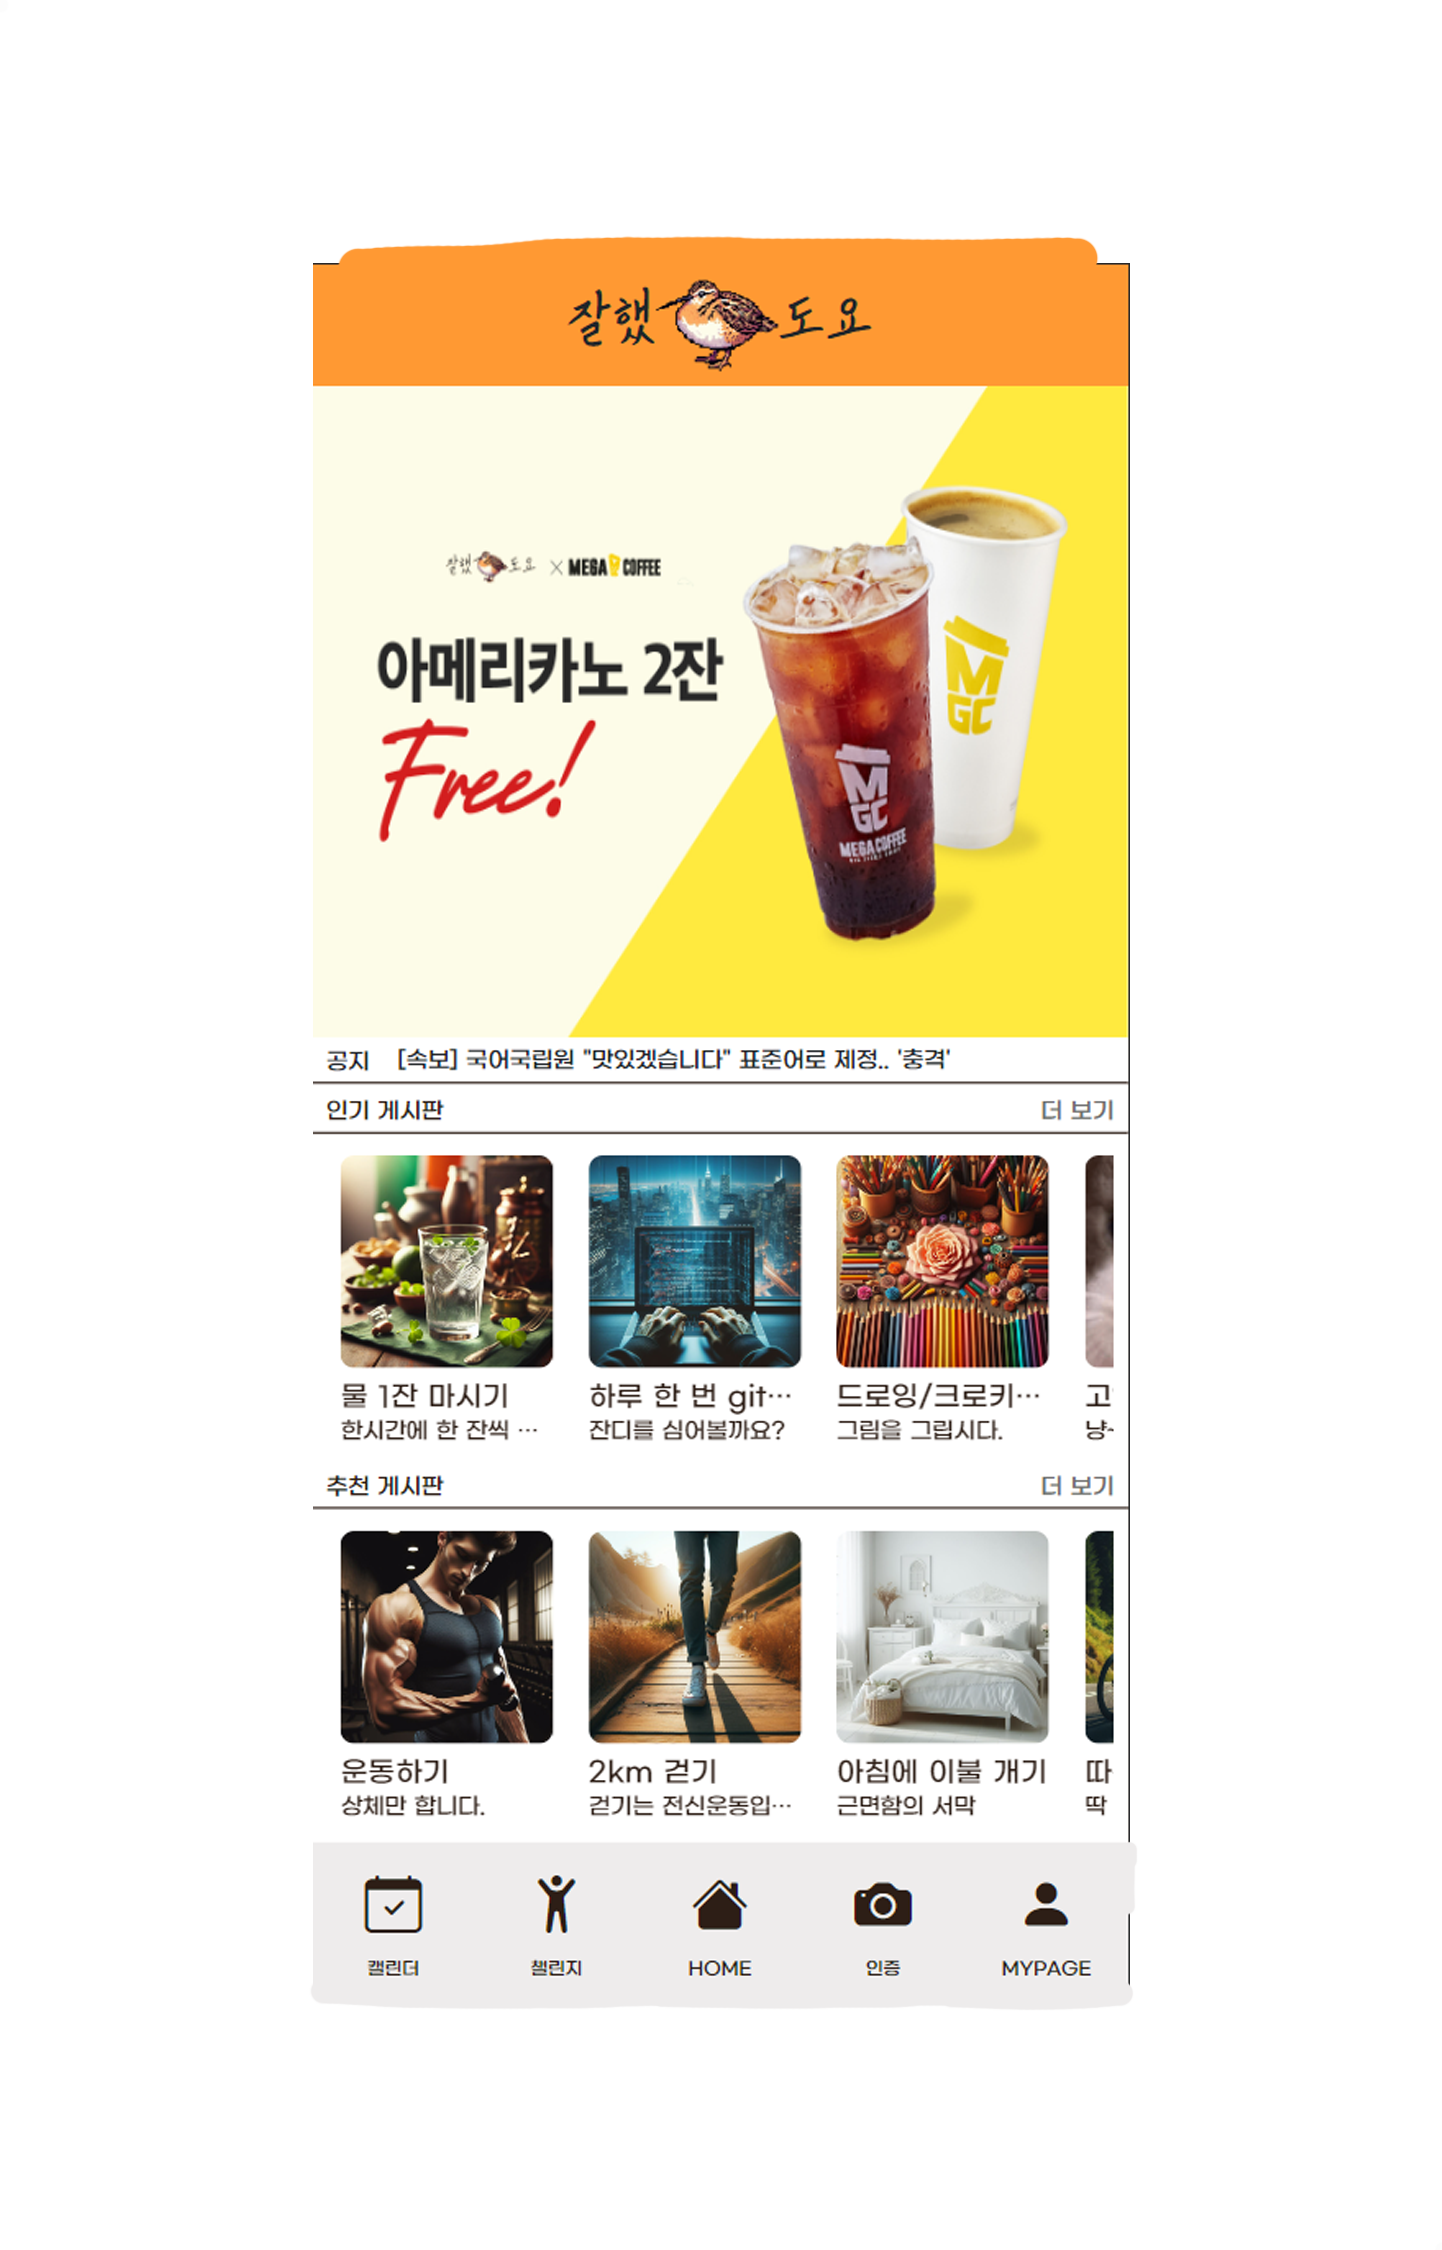 잘했 도요
잘했 도요 × MEGA COFFEE
아메리카노 2잔
Free!
M
GC
M
GC
MEGA COFFEE
공지 [속보] 국어국립원 "맛있겠습니다" 표준어로 제정.. '충격'
인기 게시판 더 보기
물 1잔 마시기 하루 한 번 git… 드로잉/크로키… 고
한시간에 한 잔씩 … 잔디를 심어볼까요? 그림을 그립시다. 냥~
추천 게시판 더 보기
운동하기 2km 걷기 아침에 이불 개기 따
상체만 합니다. 걷기는 전신운동입… 근면함의 서막 딱
캘린더 챌린지 HOME 인증 MYPAGE